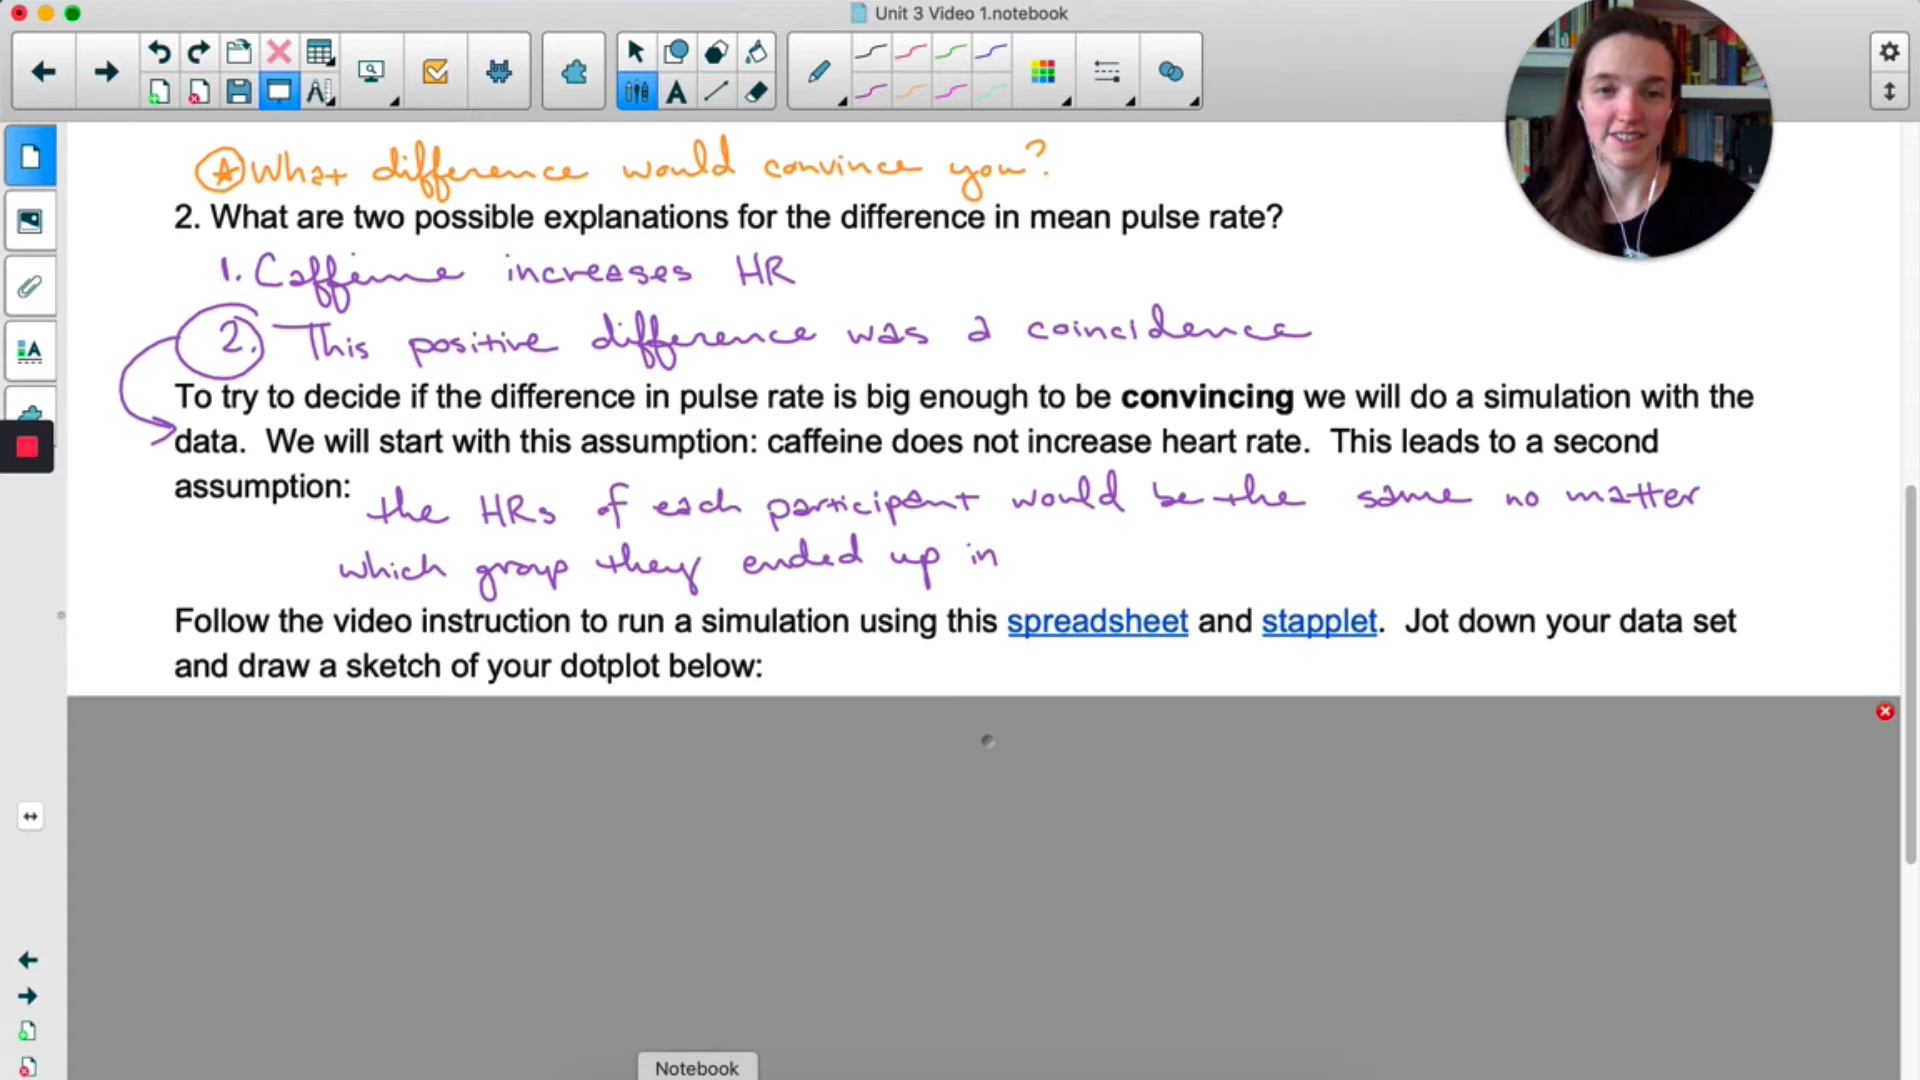 Unit 3 Video 1.notebook
A What difference would convince you?
2. What are two possible explanations for the difference in mean pulse rate?
1. Caffeine increases HR
2. This positive difference was a coincidence
To try to decide if the difference in pulse rate is big enough to be convincing we will do a simulation with the
data. We will start with this assumption: caffeine does not increase heart rate. This leads to a second
assumption:
the HRs of each participant would be the same no matter
which group they ended up in
Follow the video instruction to run a simulation using this spreadsheet and stapplet. Jot down your data set
and draw a sketch of your dotplot below:
Notebook